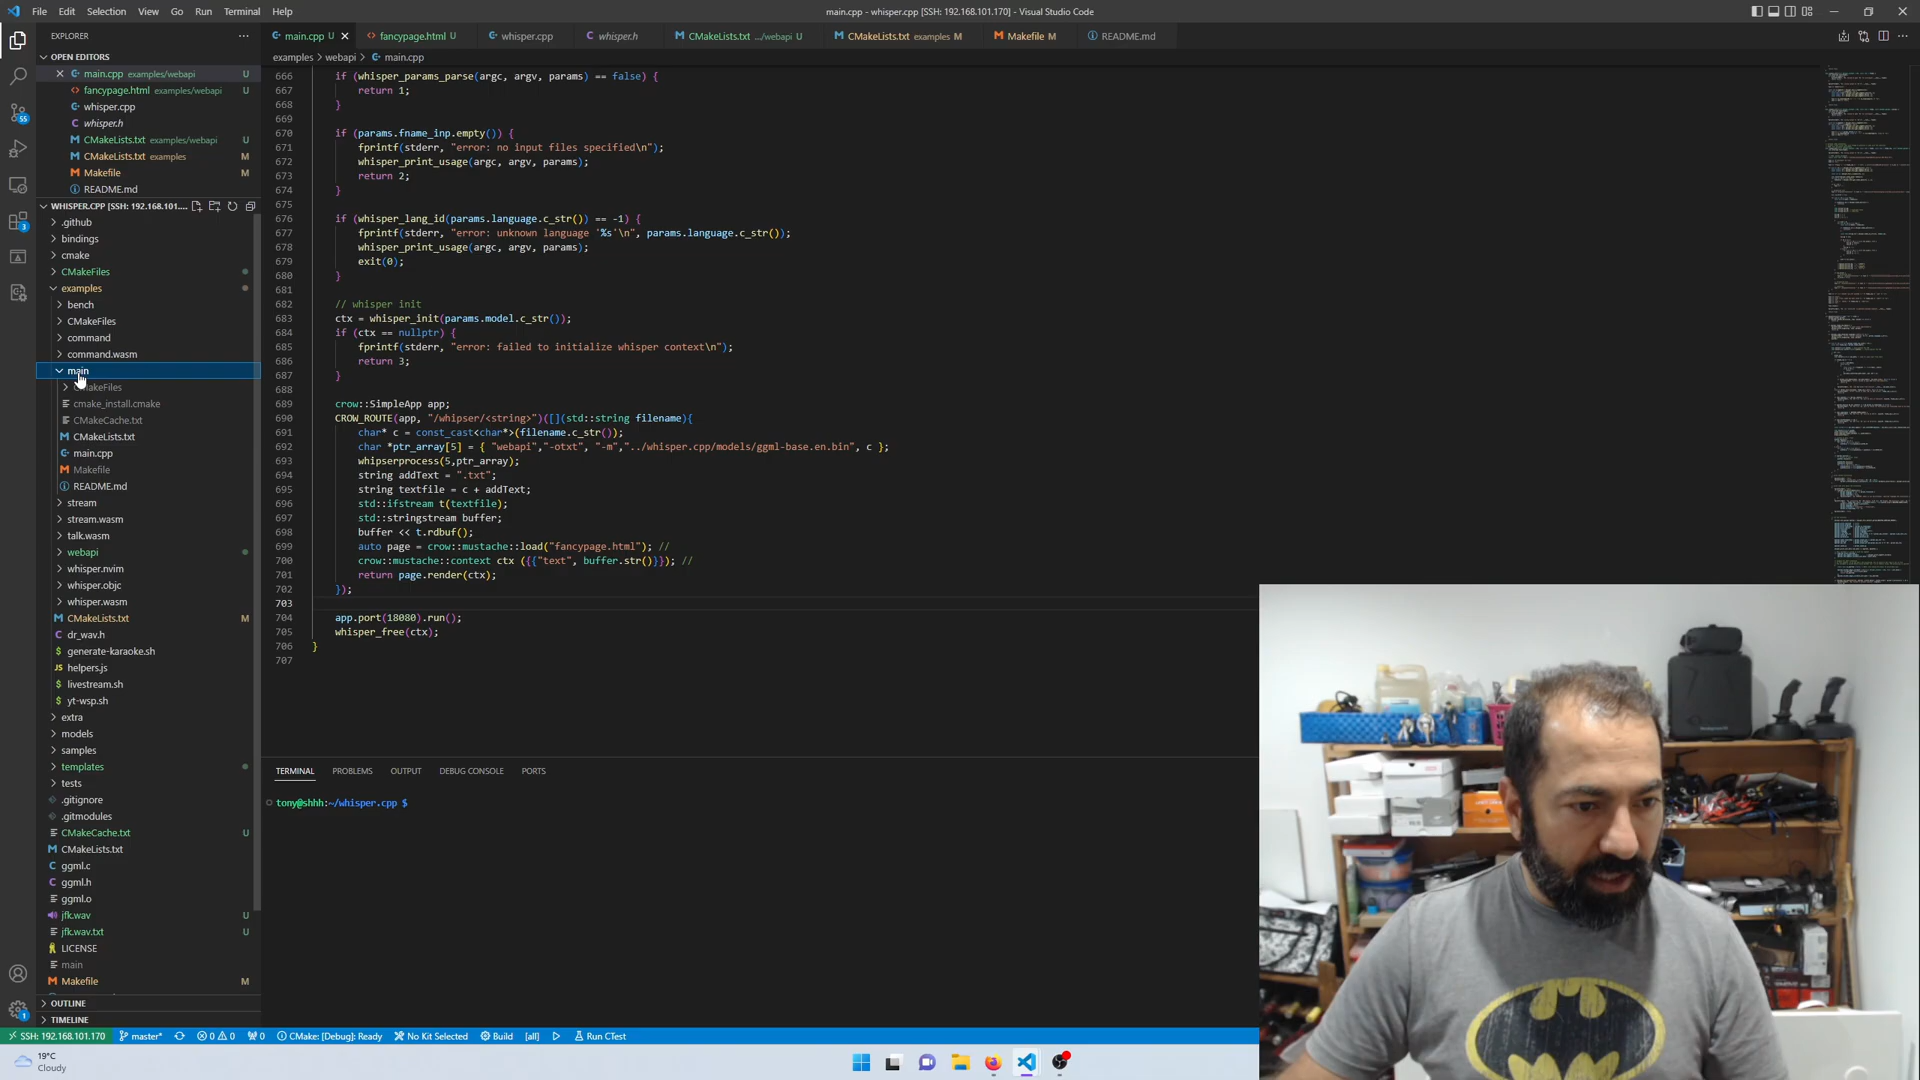 File Edit Selection View Go Run Terminal Help
main.cpp - whisper.cpp [SSH: 192.168.101.170] - Visual Studio Code
EXPLORER
main.cpp U
fancypage.html U
whisper.cpp
whisper.h
CMakeLists.txt .../webapi U
CMakeLists.txt examples M
Makefile M
README.md
OPEN EDITORS
examples > webapi > main.cpp
main.cpp examples/webapi U
fancypage.html examples/webapi U
whisper.cpp
whisper.h
CMakeLists.txt examples/webapi U
CMakeLists.txt examples M
Makefile M
README.md
WHISPER.CPP [SSH: 192.168.101....
.github
bindings
cmake
CMakeFiles
examples
bench
CMakeFiles
command
command.wasm
main
CMakeFiles
cmake_install.cmake
CMakeCache.txt
CMakeLists.txt
main.cpp
Makefile
README.md
stream
stream.wasm
talk.wasm
webapi
whisper.nvim
whisper.objc
whisper.wasm
CMakeLists.txt M
dr_wav.h
generate-karaoke.sh
helpers.js
livestream.sh
yt-wsp.sh
extra
models
samples
templates
tests
.gitignore
.gitmodules
CMakeCache.txt U
CMakeLists.txt
ggml.c
ggml.h
ggml.o
jfk.wav U
jfk.wav.txt U
LICENSE
main
Makefile M
OUTLINE
TIMELINE
666 if (whisper_params_parse(argc, argv, params) == false) {
667 return 1;
668 }
669
670 if (params.fname_inp.empty()) {
671 fprintf(stderr, "error: no input files specified\n");
672 whisper_print_usage(argc, argv, params);
673 return 2;
674 }
675
676 if (whisper_lang_id(params.language.c_str()) == -1) {
677 fprintf(stderr, "error: unknown language '%s'\n", params.language.c_str());
678 whisper_print_usage(argc, argv, params);
679 exit(0);
680 }
681
682 // whisper init
683 ctx = whisper_init(params.model.c_str());
684 if (ctx == nullptr) {
685 fprintf(stderr, "error: failed to initialize whisper context\n");
686 return 3;
687 }
688
689 crow::SimpleApp app;
690 CROW_ROUTE(app, "/whipser/<string>")([](std::string filename){
691 char* c = const_cast<char*>(filename.c_str());
692 char *ptr_array[5] = { "webapi","-otxt", "-m","../whisper.cpp/models/ggml-base.en.bin", c };
693 whipserprocess(5,ptr_array);
694 string addText = ".txt";
695 string textfile = c + addText;
696 std::ifstream t(textfile);
697 std::stringstream buffer;
698 buffer << t.rdbuf();
699 auto page = crow::mustache::load("fancypage.html"); //
700 crow::mustache::context ctx ({{"text", buffer.str()}}); //
701 return page.render(ctx);
702 });
703
704 app.port(18080).run();
705 whisper_free(ctx);
706 }
707
TERMINAL PROBLEMS OUTPUT DEBUG CONSOLE PORTS
tony@shhh:~/whisper.cpp $
SSH: 192.168.101.170 master* 0 0 0 CMake: [Debug]: Ready No Kit Selected Build [all] Run CTest
19°C
Cloudy